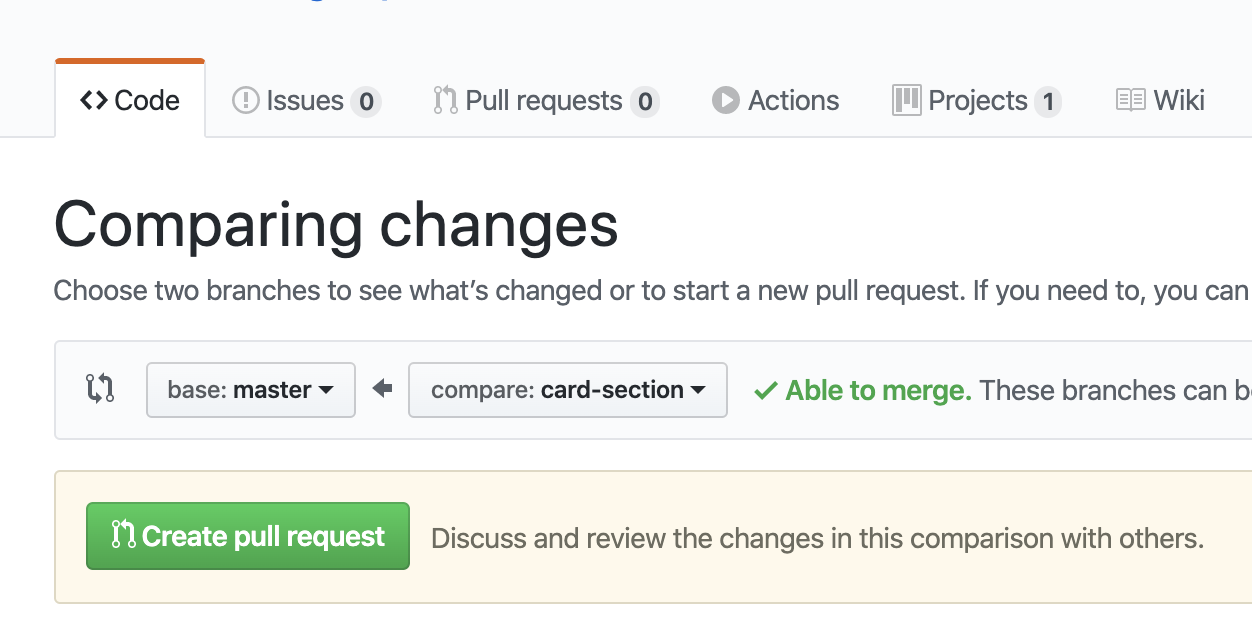 Code Issues 0 Pull requests 0 Actions Projects 1 Wiki
Comparing changes
Choose two branches to see what's changed or to start a new pull request. If you need to, you can
base: master compare: card-section Able to merge. These branches can
Create pull request Discuss and review the changes in this comparison with others.